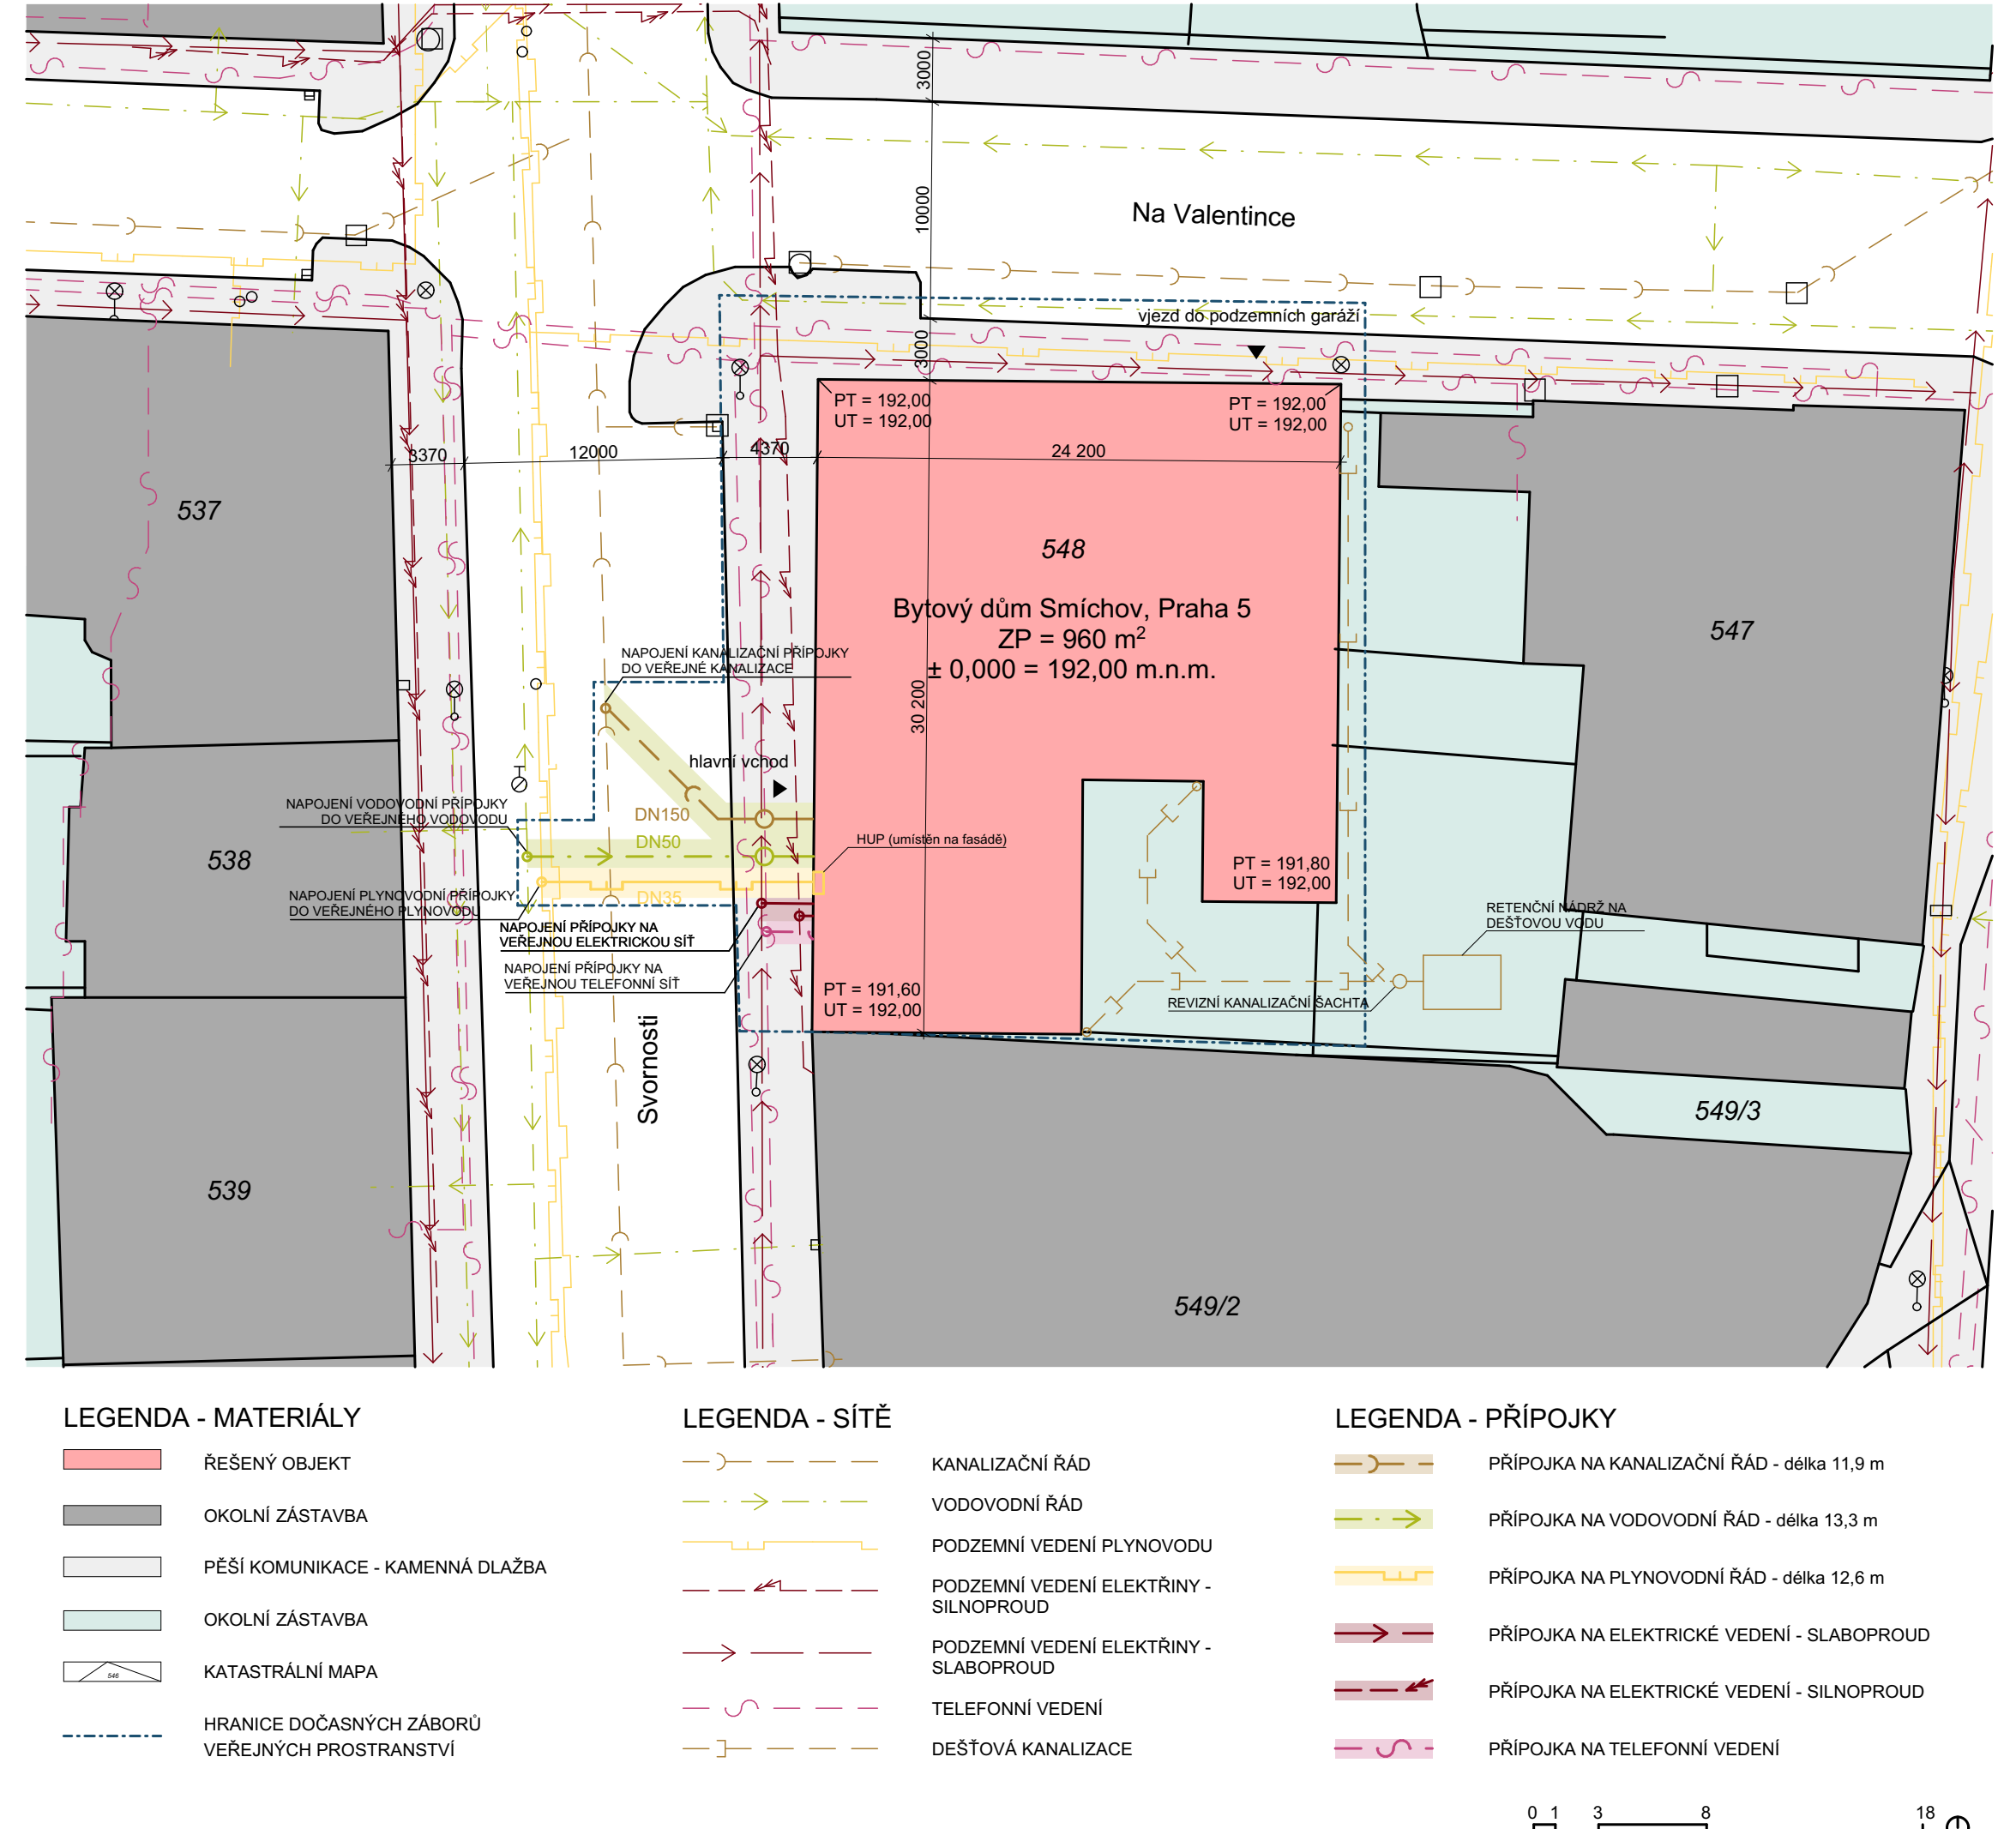 3000
10000
Na Valentince
vjezd do podzemních garáží
3000
PT = 192,00
UT = 192,00
PT = 192,00
UT = 192,00
3370
12000
4370
24 200
537
548
547
Bytový dům Smíchov, Praha 5
ZP = 960 m²
± 0,000 = 192,00 m.n.m.
30 200
NAPOJENÍ KANALIZAČNÍ PŘÍPOJKY
DO VEŘEJNÉ KANALIZACE
hlavní vchod
NAPOJENÍ VODOVODNÍ PŘÍPOJKY
DO VEŘEJNÉHO VODOVODU
DN150
DN50
HUP (umístěn na fasádě)
538
PT = 191,80
UT = 192,00
NAPOJENÍ PLYNOVODNÍ PŘÍPOJKY
DO VEŘEJNÉHO PLYNOVODU
DN35
NAPOJENÍ PŘÍPOJKY NA
VEŘEJNOU ELEKTRICKOU SÍŤ
RETENČNÍ NÁDRŽ NA
DEŠŤOVOU VODU
NAPOJENÍ PŘÍPOJKY NA
VEŘEJNOU TELEFONNÍ SÍŤ
PT = 191,60
UT = 192,00
REVIZNÍ KANALIZAČNÍ ŠACHTA
Svornosti
549/3
539
549/2
LEGENDA - MATERIÁLY
ŘEŠENÝ OBJEKT
OKOLNÍ ZÁSTAVBA
PĚŠÍ KOMUNIKACE - KAMENNÁ DLAŽBA
OKOLNÍ ZÁSTAVBA
546
KATASTRÁLNÍ MAPA
HRANICE DOČASNÝCH ZÁBORŮ
VEŘEJNÝCH PROSTRANSTVÍ
LEGENDA - SÍTĚ
KANALIZAČNÍ ŘÁD
VODOVODNÍ ŘÁD
PODZEMNÍ VEDENÍ PLYNOVODU
PODZEMNÍ VEDENÍ ELEKTŘINY -
SILNOPROUD
PODZEMNÍ VEDENÍ ELEKTŘINY -
SLABOPROUD
TELEFONNÍ VEDENÍ
DEŠŤOVÁ KANALIZACE
LEGENDA - PŘÍPOJKY
PŘÍPOJKA NA KANALIZAČNÍ ŘÁD - délka 11,9 m
PŘÍPOJKA NA VODOVODNÍ ŘÁD - délka 13,3 m
PŘÍPOJKA NA PLYNOVODNÍ ŘÁD - délka 12,6 m
PŘÍPOJKA NA ELEKTRICKÉ VEDENÍ - SLABOPROUD
PŘÍPOJKA NA ELEKTRICKÉ VEDENÍ - SILNOPROUD
PŘÍPOJKA NA TELEFONNÍ VEDENÍ
0 1 3 8 18